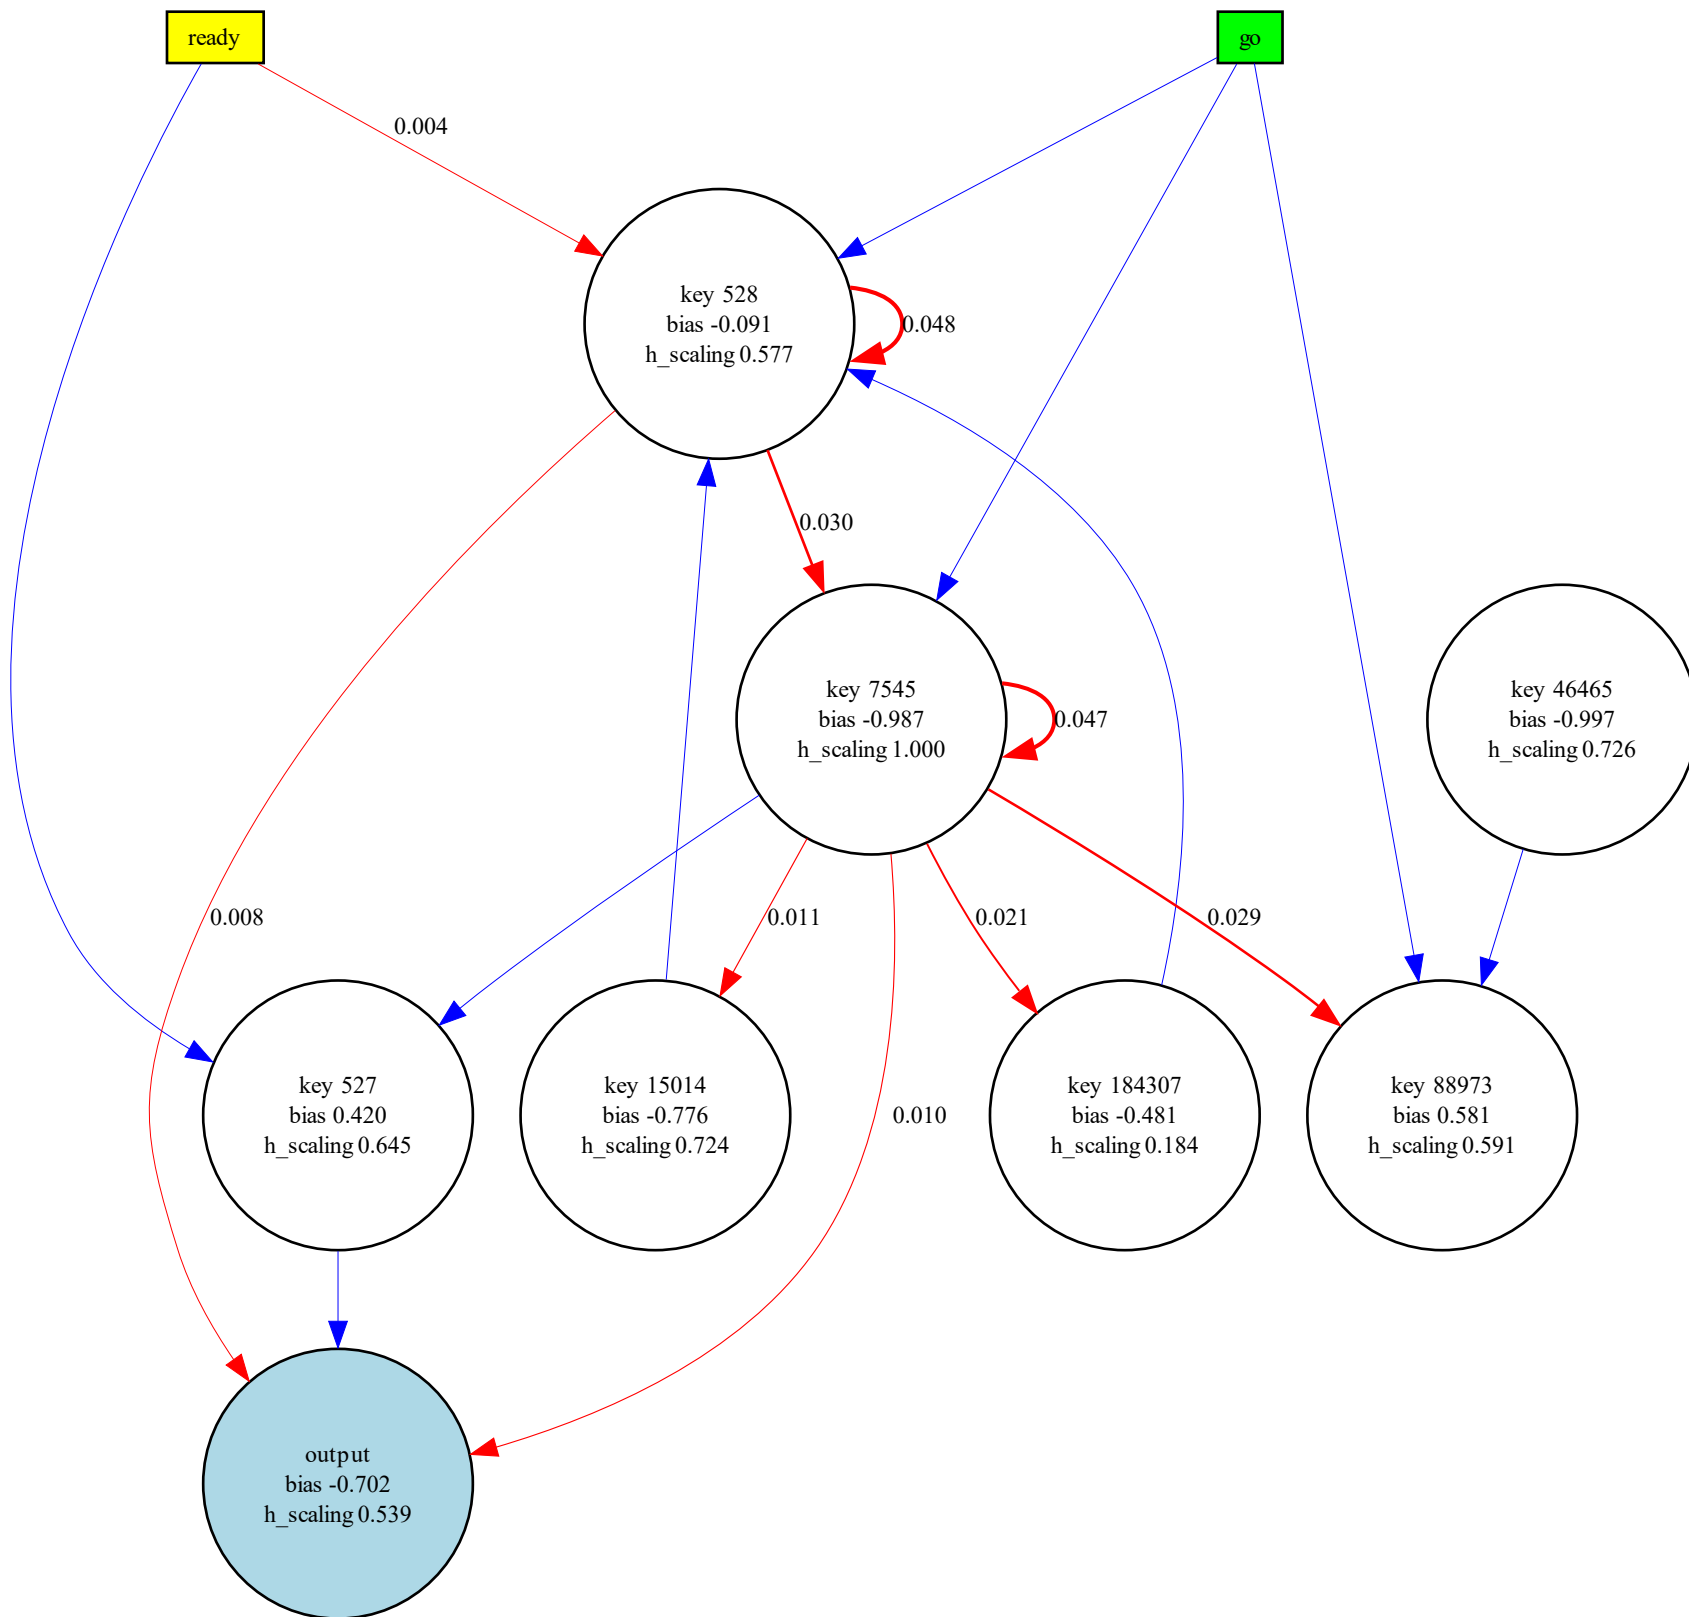 ready
go
0.004
key 528
bias -0.091
h_scaling 0.577
0.048
0.030
key 7545
bias -0.987
h_scaling 1.000
0.047
key 46465
bias -0.997
h_scaling 0.726
0.008
0.011
0.021
0.029
key 527
bias 0.420
h_scaling 0.645
key 15014
bias -0.776
h_scaling 0.724
0.010
key 184307
bias -0.481
h_scaling 0.184
key 88973
bias 0.581
h_scaling 0.591
output
bias -0.702
h_scaling 0.539